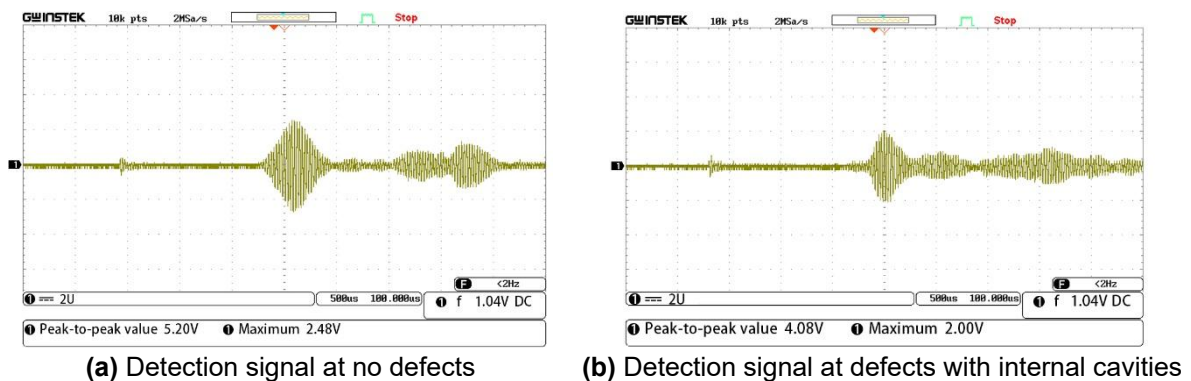 GWINSTEK 10k pts 2MSa/s Stop
1
F <2Hz
1 2U 500us 100.000us 1 f 1.04V DC
1 Peak-to-peak value 5.20V 1 Maximum 2.48V
(a) Detection signal at no defects
GWINSTEK 10k pts 2MSa/s Stop
1
F <2Hz
1 2U 500us 100.000us 1 f 1.04V DC
1 Peak-to-peak value 4.08V 1 Maximum 2.00V
(b) Detection signal at defects with internal cavities